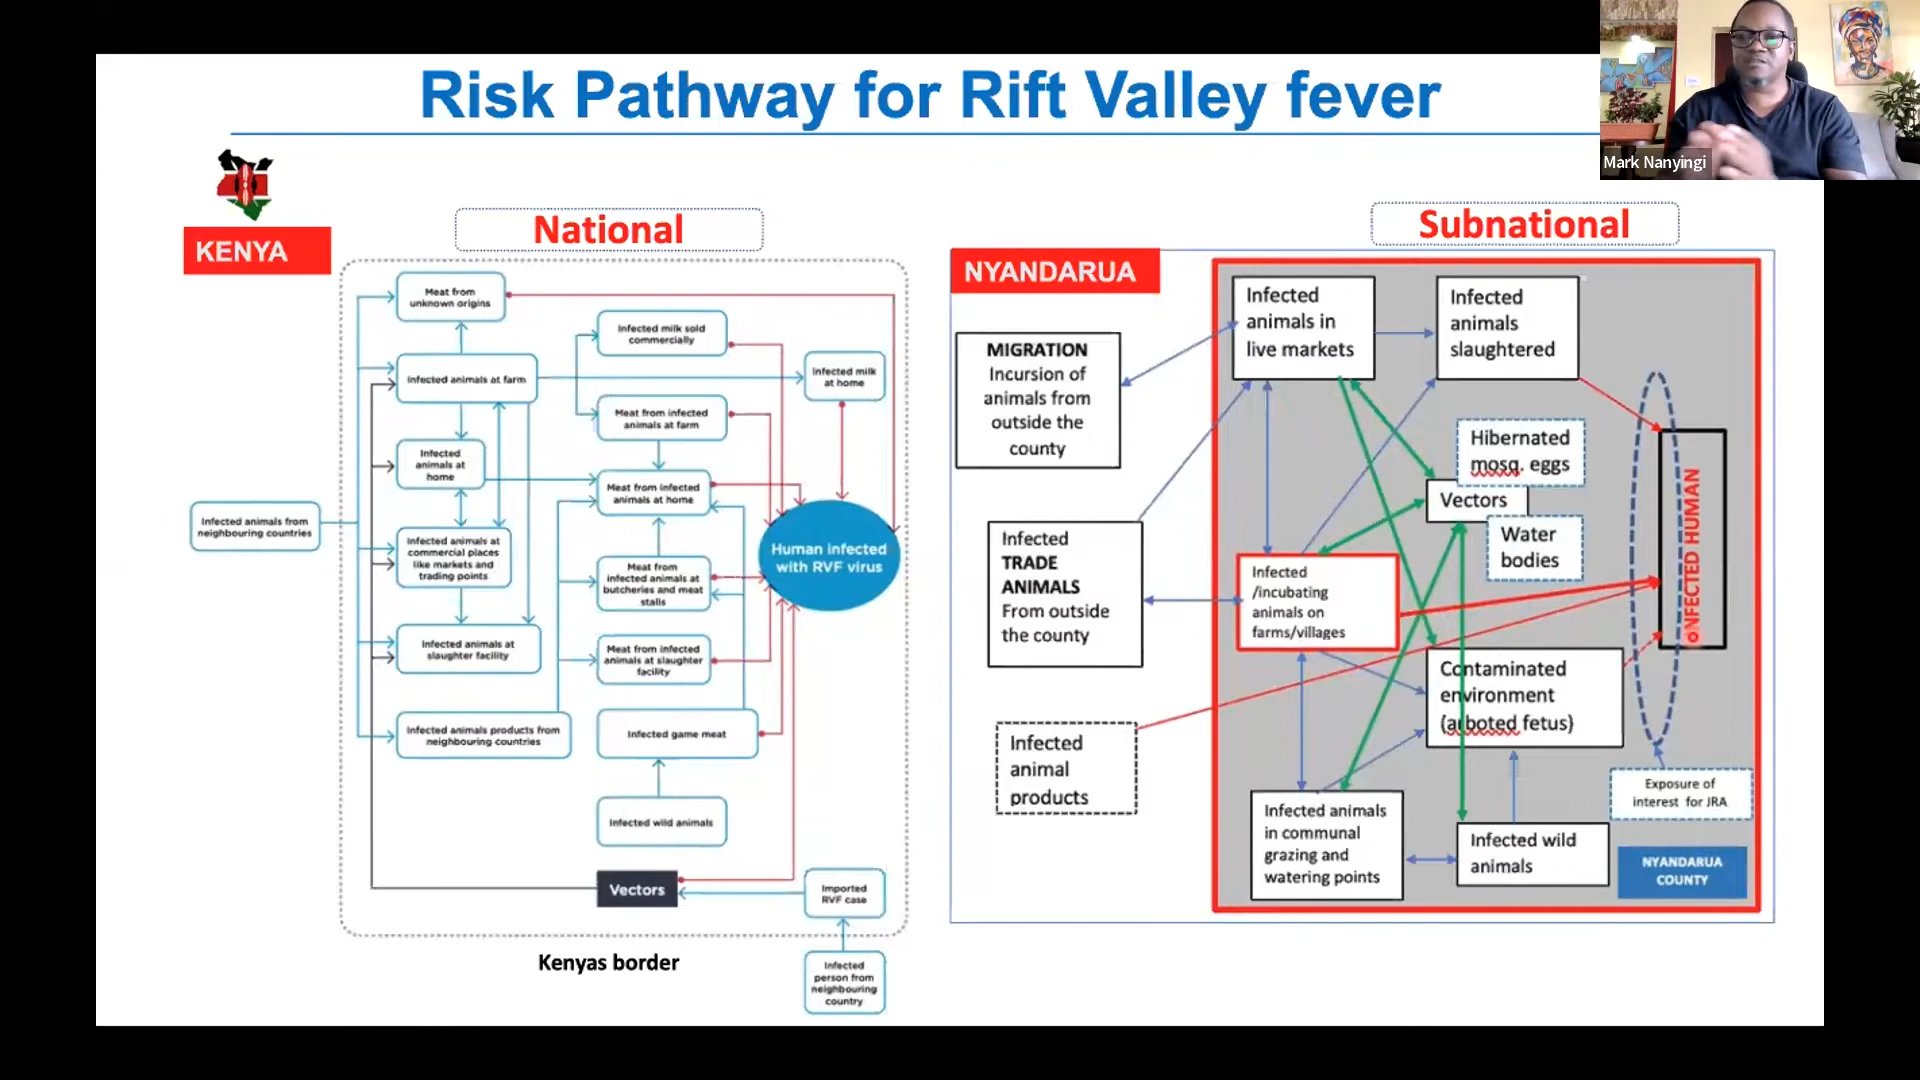 Risk Pathway for Rift Valley fever
Mark Nanyingi
KENYA
National
Meat from
unknown origins
Infected animals at farm
Infected
animals at
home
Infected animals at
commercial places
like markets and
trading points
Infected animals at
slaughter facility
Infected animals products from
neighbouring countries
Infected animals from
neighbouring countries
Infected milk sold
commercially
Meat from infected
animals at farm
Meat from infected
animals at home
Meat from
infected animals at
butcheries and meat
stalls
Meat from infected
animals at slaughter
facility
Infected game meat
Infected wild animals
Vectors
Infected milk
at home
Human infected
with RVF virus
Imported
RVF case
Infected
person from
neighbouring
country
Kenyas border
Subnational
NYANDARUA
MIGRATION
Incursion of
animals from
outside the
county
Infected
TRADE
ANIMALS
From outside
the county
Infected
animal
products
Infected
animals in
live markets
Infected
animals
slaughtered
Hibernated
mosq. eggs
Vectors
Water
bodies
Infected
/incubating
animals on
farms/villages
Contaminated
environment
(arboted fetus)
Infected animals
in communal
grazing and
watering points
Infected wild
animals
INFECTED HUMAN
Exposure of
interest for JRA
NYANDARUA
COUNTY